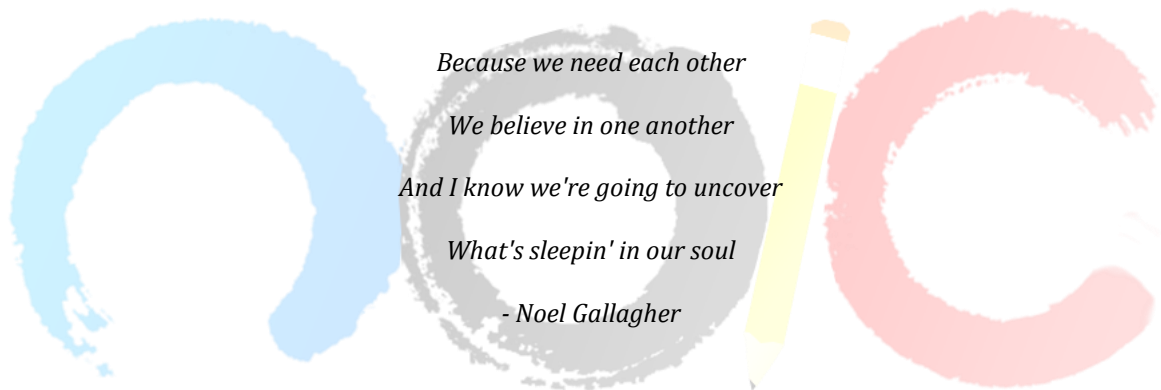 Because we need each other
We believe in one another
And I know we're going to uncover
What's sleepin' in our soul
- Noel Gallagher